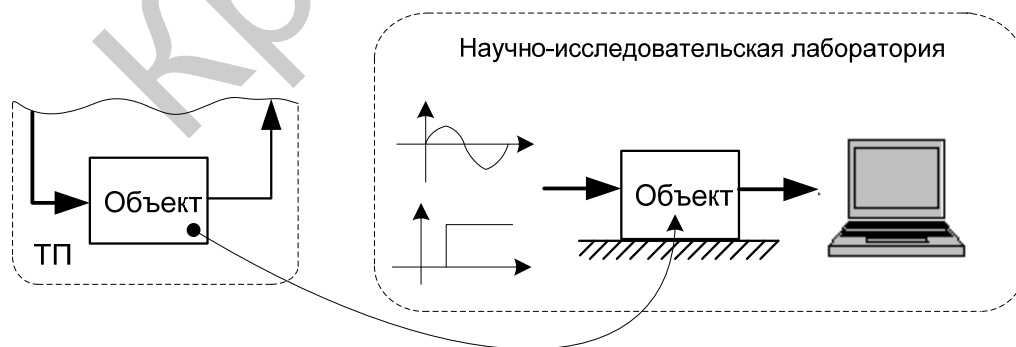 Научно-исследовательская лаборатория
Объект
ТП
Объект